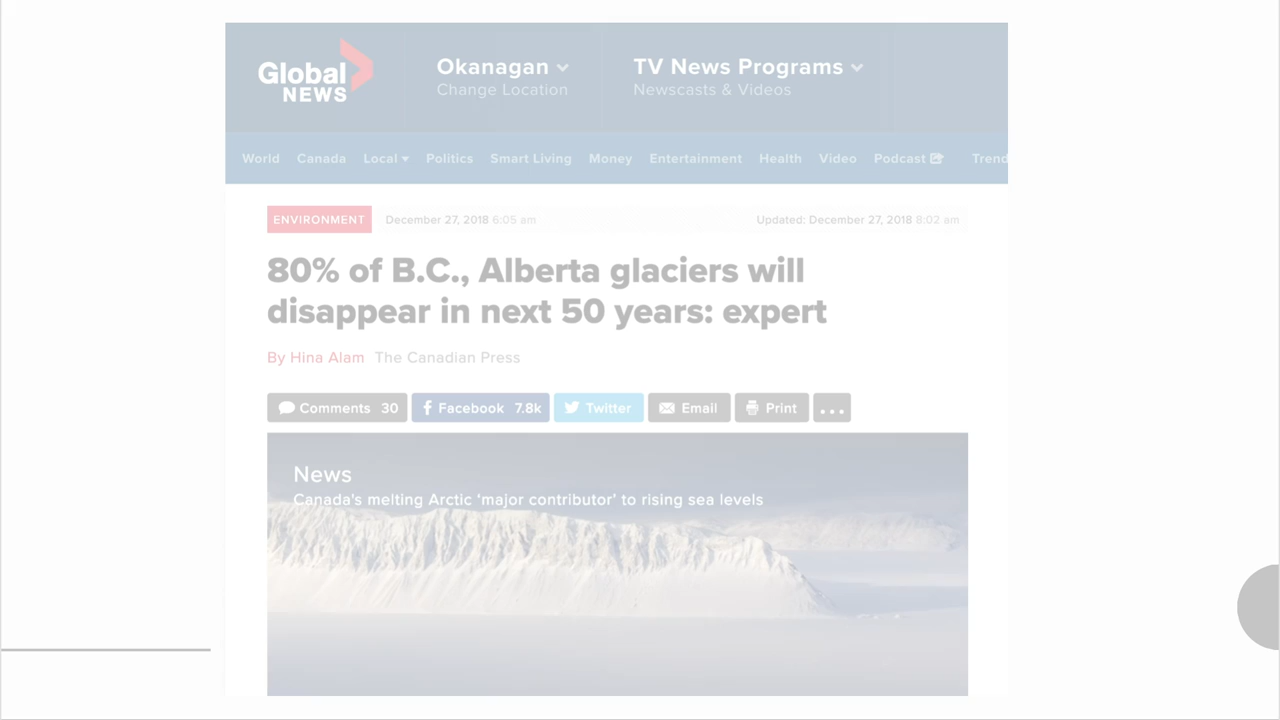 Global NEWS
Okanagan
Change Location
TV News Programs
Newscasts & Videos
World Canada Local Politics Smart Living Money Entertainment Health Video Podcast Trend
ENVIRONMENT December 27, 2018 6:05 am Updated: December 27, 2018 8:02 am
80% of B.C., Alberta glaciers will
disappear in next 50 years: expert
By Hina Alam The Canadian Press
Comments 30 Facebook 7.8k Twitter Email Print ...
News
Canada's melting Arctic 'major contributor' to rising sea levels